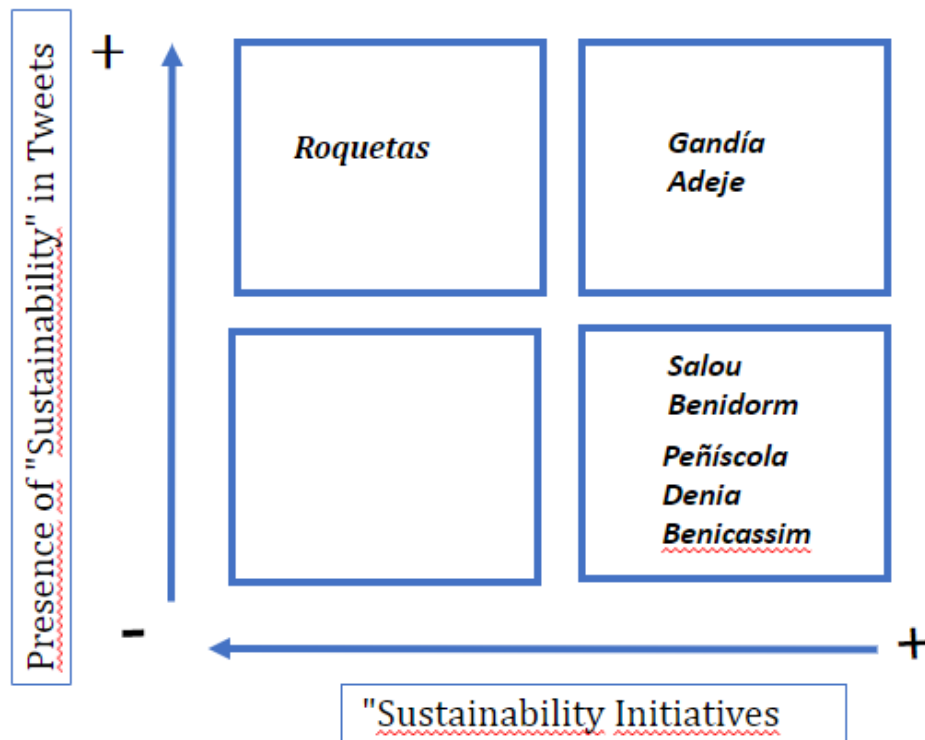 Presence of "Sustainability" in Tweets
+
Roquetas
Gandía
Adeje
Salou
Benidorm
Peñíscola
Denia
Benicassim
-
+
"Sustainability Initiatives